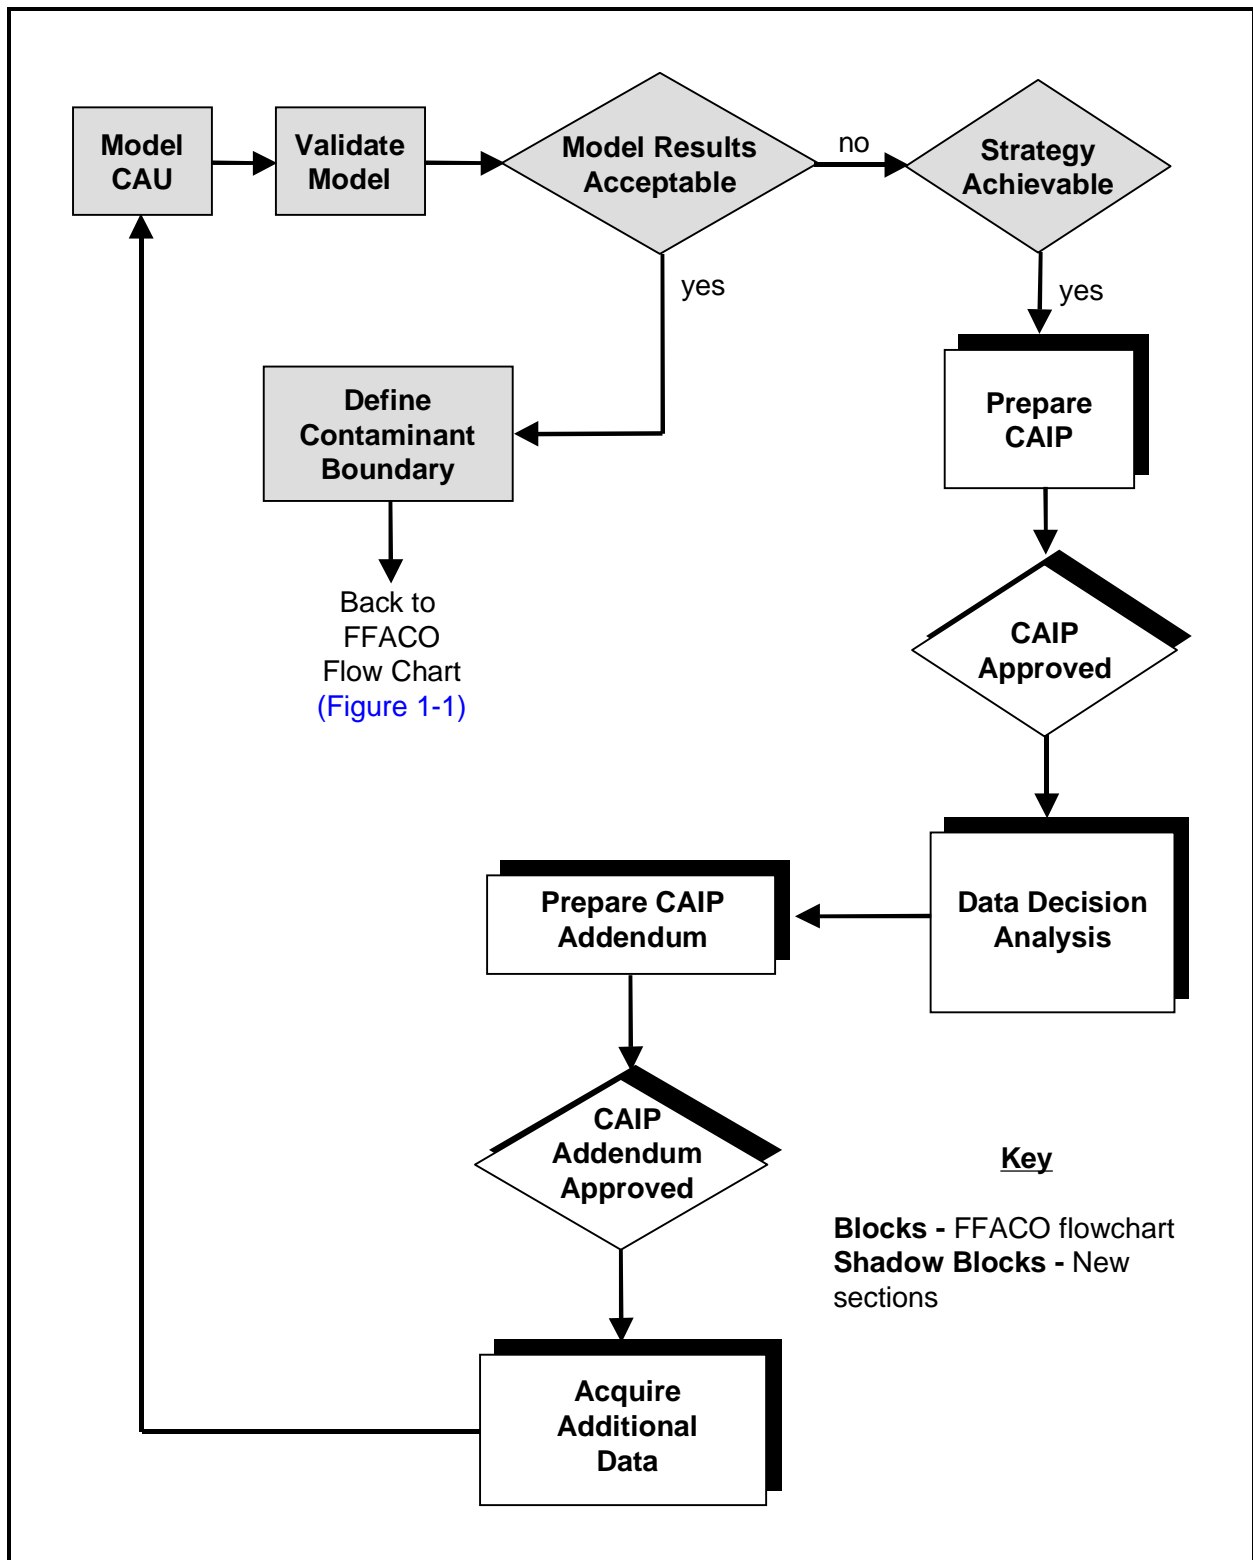 Model
CAU
Validate
Model
Model Results
Acceptable
no
Strategy
Achievable
yes
yes
Define
Contaminant
Boundary
Prepare
CAIP
Back to
FFACO
Flow Chart
(Figure 1-1)
CAIP
Approved
Data Decision
Analysis
Prepare CAIP
Addendum
CAIP
Addendum
Approved
Key
Blocks - FFACO flowchart
Shadow Blocks - New
sections
Acquire
Additional
Data